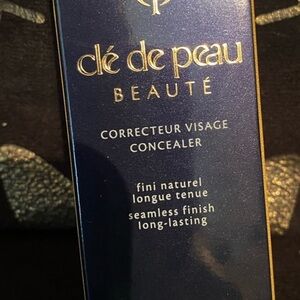 clé de peau
BEAUTÉ
CORRECTEUR VISAGE
CONCEALER
fini naturel
longue tenue
seamless finish
long-lasting